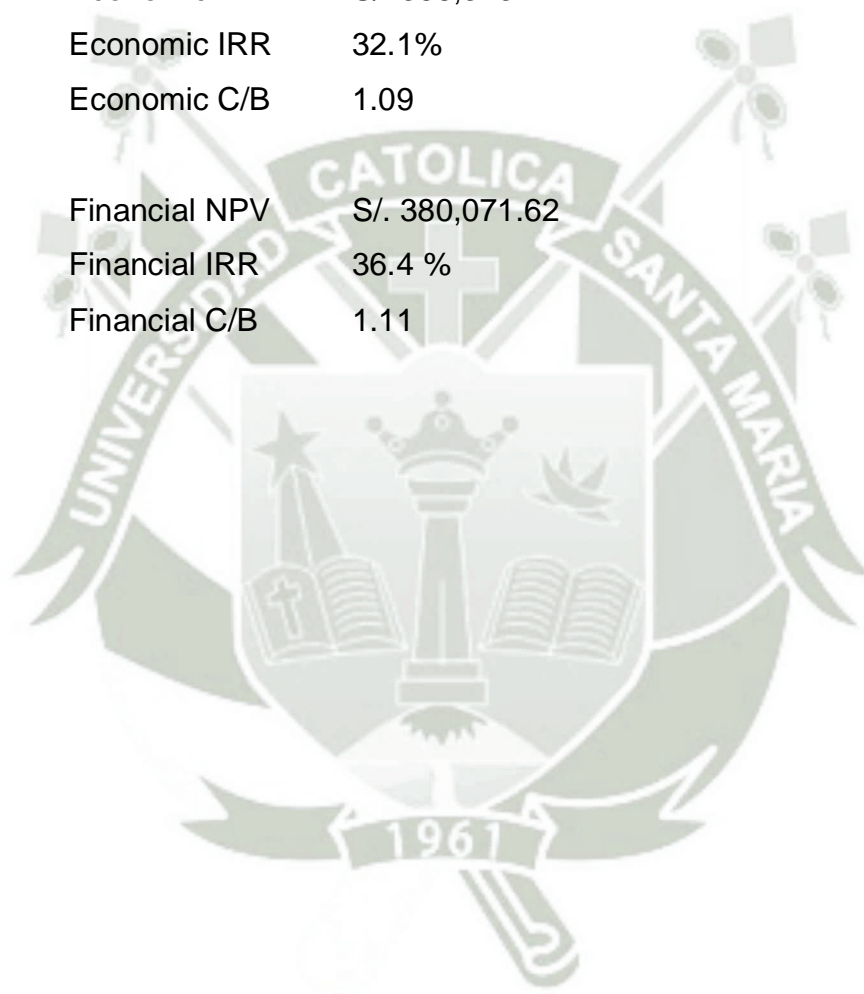 Economic IRR 32.1%
Economic C/B 1.09
Financial NPV S/. 380,071.62
Financial IRR 36.4 %
Financial C/B 1.11
UNIVERSIDAD CATOLICA SANTA MARIA
1961